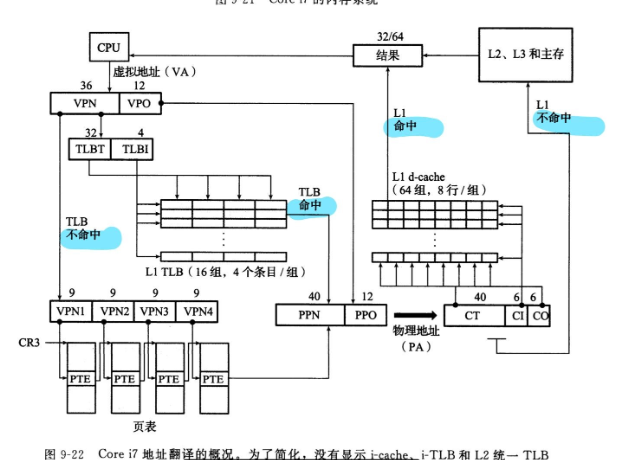 图 9-21 Core i7 的内存系统
32/64
CPU
结果
L2、L3 和主存
虚拟地址（VA）
36
12
VPN
VPO
L1
命中
L1
不命中
32
4
TLBT
TLBI
L1 d-cache
（64 组，8 行/组）
TLB
命中
TLB
不命中
L1 TLB（16 组，4 个条目/组）
9
9
9
9
40
12
40
6
6
VPN1
VPN2
VPN3
VPN4
PPN
PPO
CT
CI
CO
物理地址
（PA）
CR3
PTE
PTE
PTE
PTE
页表
图 9-22 Core i7 地址翻译的概况。为了简化，没有显示 i-cache、i-TLB 和 L2 统一 TLB